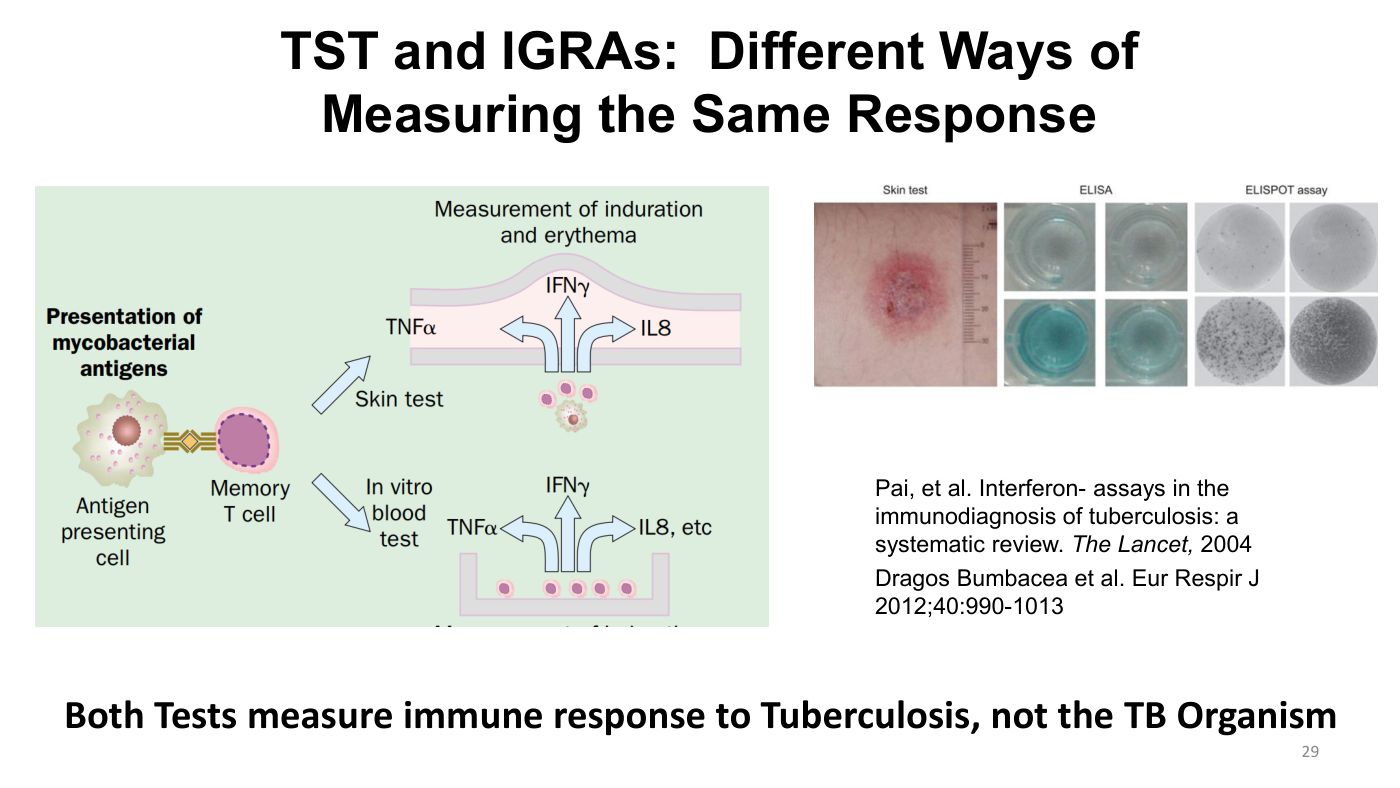 TST and IGRAs:  Different Ways of
Measuring the Same Response
Measurement of induration
and erythema
IFNγ
TNFα
IL8
Presentation of
mycobacterial
antigens
Skin test
Antigen
presenting
cell
Memory
T cell
In vitro
blood
test
IFNγ
TNFα
IL8, etc
Skin test
ELISA
ELISPOT assay
Pai, et al. Interferon- assays in the
immunodiagnosis of tuberculosis: a
systematic review. The Lancet, 2004
Dragos Bumbacea et al. Eur Respir J
2012;40:990-1013
Both Tests measure immune response to Tuberculosis, not the TB Organism
29